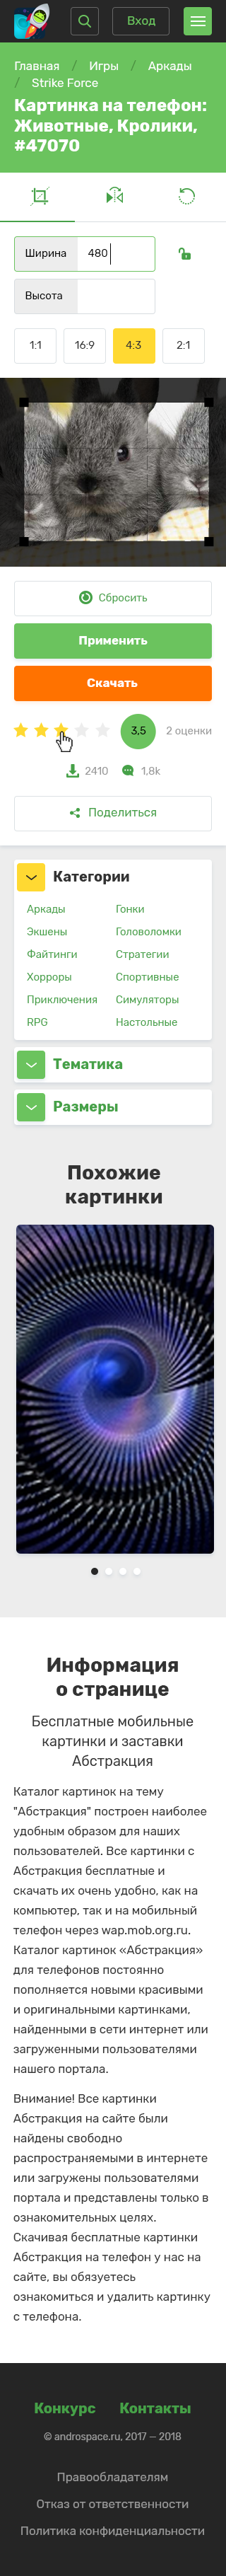 Вход
Главная / Игры / Аркады
/ Strike Force
Картинка на телефон:
Животные, Кролики,
#47070
Ширина 480
Высота
1:1 16:9 4:3 2:1
Сбросить
Применить
Скачать
3,5 2 оценки
2410 1,8k
Поделиться
Категории
Аркады Гонки
Экшены Головоломки
Файтинги Стратегии
Хорроры Спортивные
Приключения Симуляторы
RPG Настольные
Тематика
Размеры
Похожие
картинки
Информация
о странице
Бесплатные мобильные
картинки и заставки
Абстракция
Каталог картинок на тему
"Абстракция" построен наиболее
удобным образом для наших
пользователей. Все картинки с
Абстракция бесплатные и
скачать их очень удобно, как на
компьютер, так и на мобильный
телефон через wap.mob.org.ru.
Каталог картинок «Абстракция»
для телефонов постоянно
пополняется новыми красивыми
и оригинальными картинками,
найденными в сети интернет или
загруженными пользователями
нашего портала.
Внимание! Все картинки
Абстракция на сайте были
найдены свободно
распространяемыми в интернете
или загружены пользователями
портала и представлены только в
ознакомительных целях.
Скачивая бесплатные картинки
Абстракция на телефон у нас на
сайте, вы обязуетесь
ознакомиться и удалить картинку
с телефона.
Конкурс Контакты
© androspace.ru, 2017 — 2018
Правообладателям
Отказ от ответственности
Политика конфиденциальности